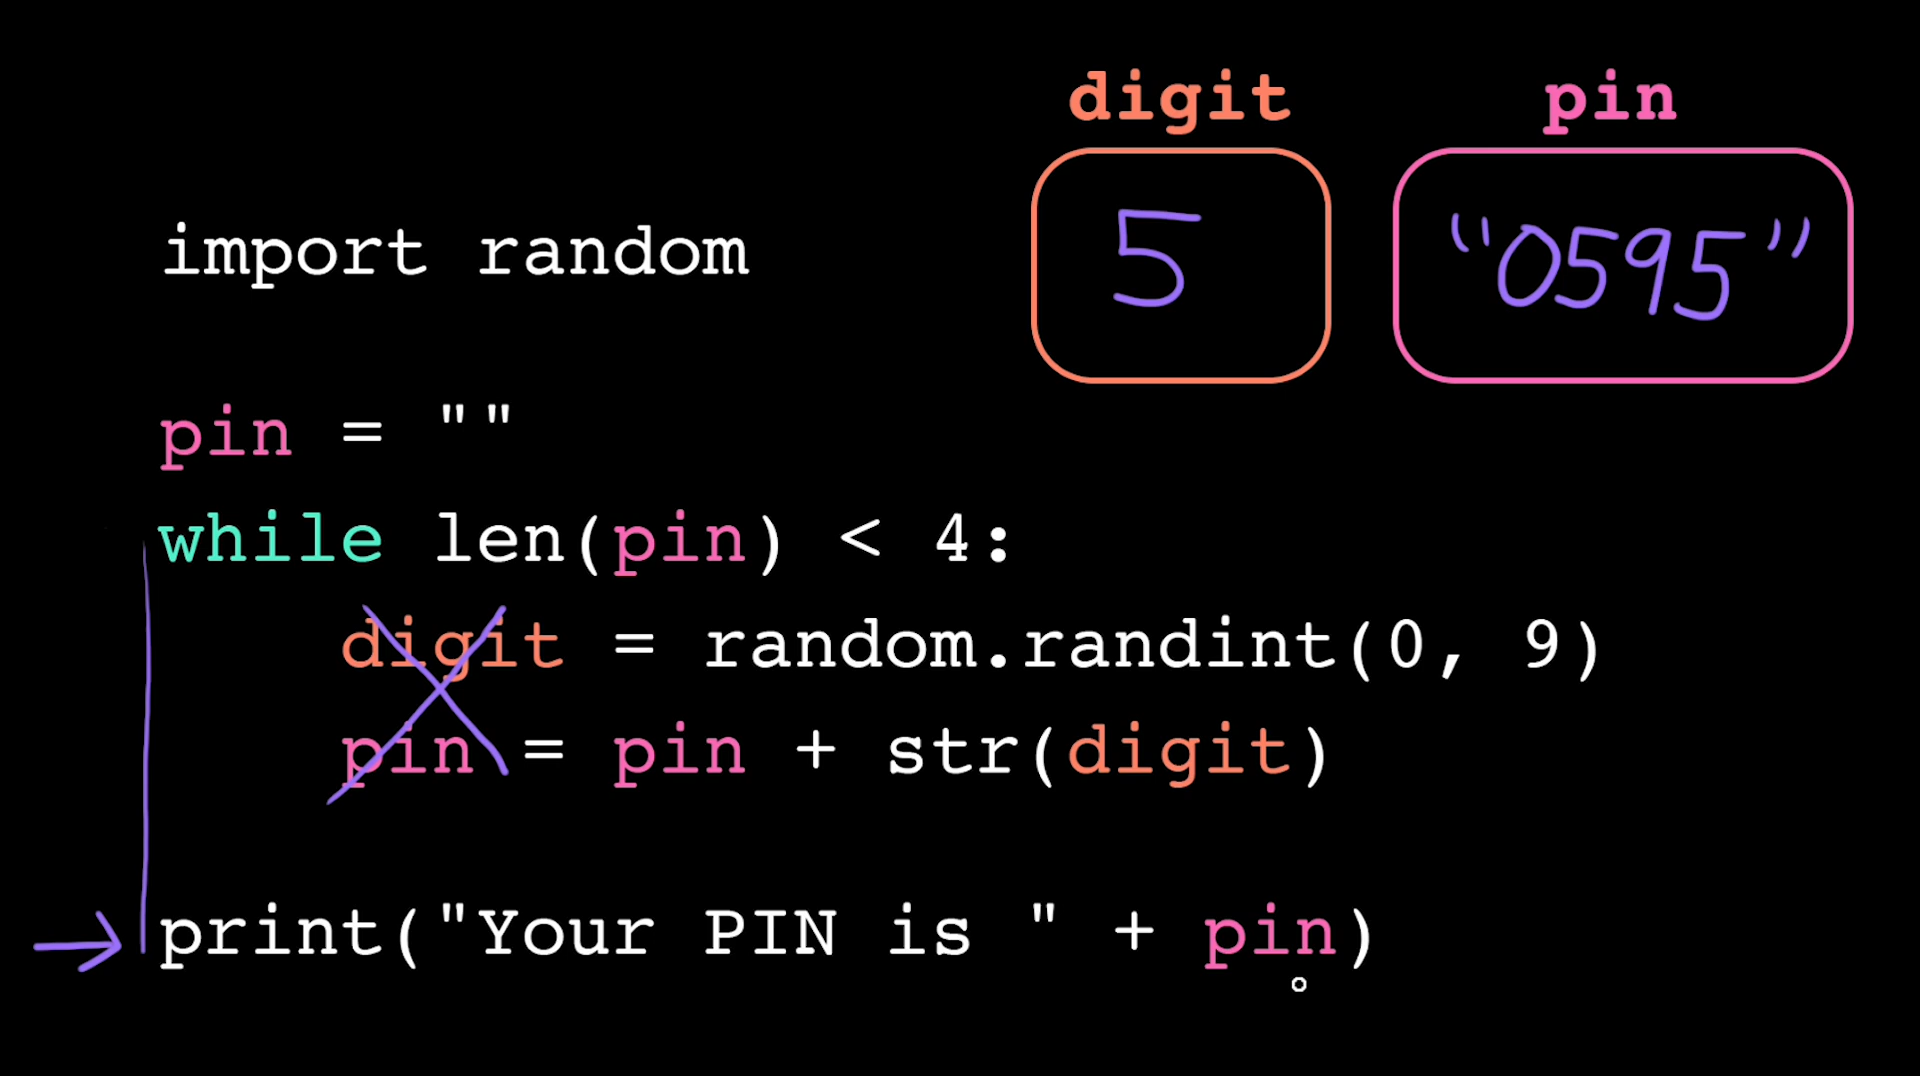 digit pin
5 “0595”
import random
pin = ""
while len(pin) < 4:
digit = random.randint(0, 9)
pin = pin + str(digit)
print("Your PIN is " + pin)